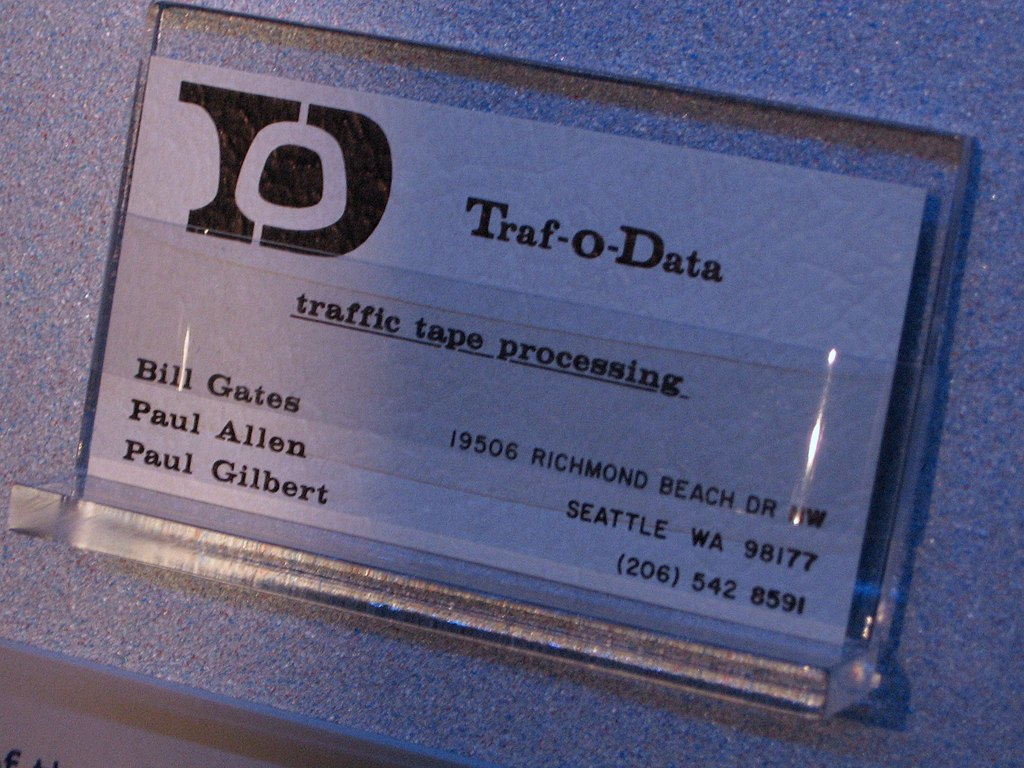 Traf-o-Data
traffic tape processing
Bill Gates
Paul Allen
Paul Gilbert
19506 RICHMOND BEACH DR NW
SEATTLE WA 98177
(206) 542 8591